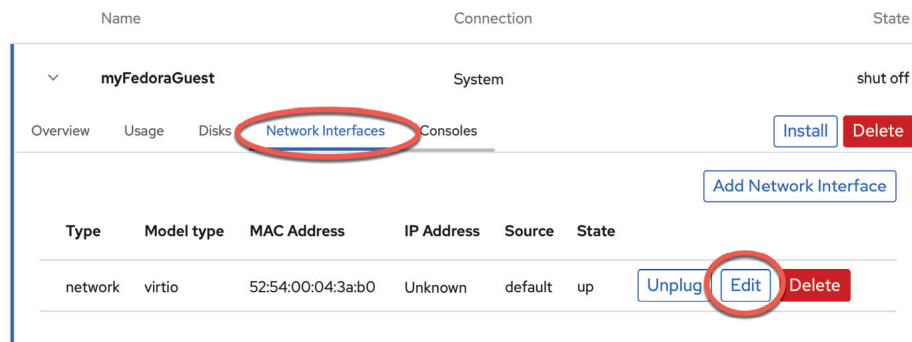 Name Connection State
myFedoraGuest System shut off
Overview Usage Disks Network Interfaces Consoles Install Delete
Add Network Interface
Type Model type MAC Address IP Address Source State
network virtio 52:54:00:04:3a:b0 Unknown default up Unplug Edit Delete